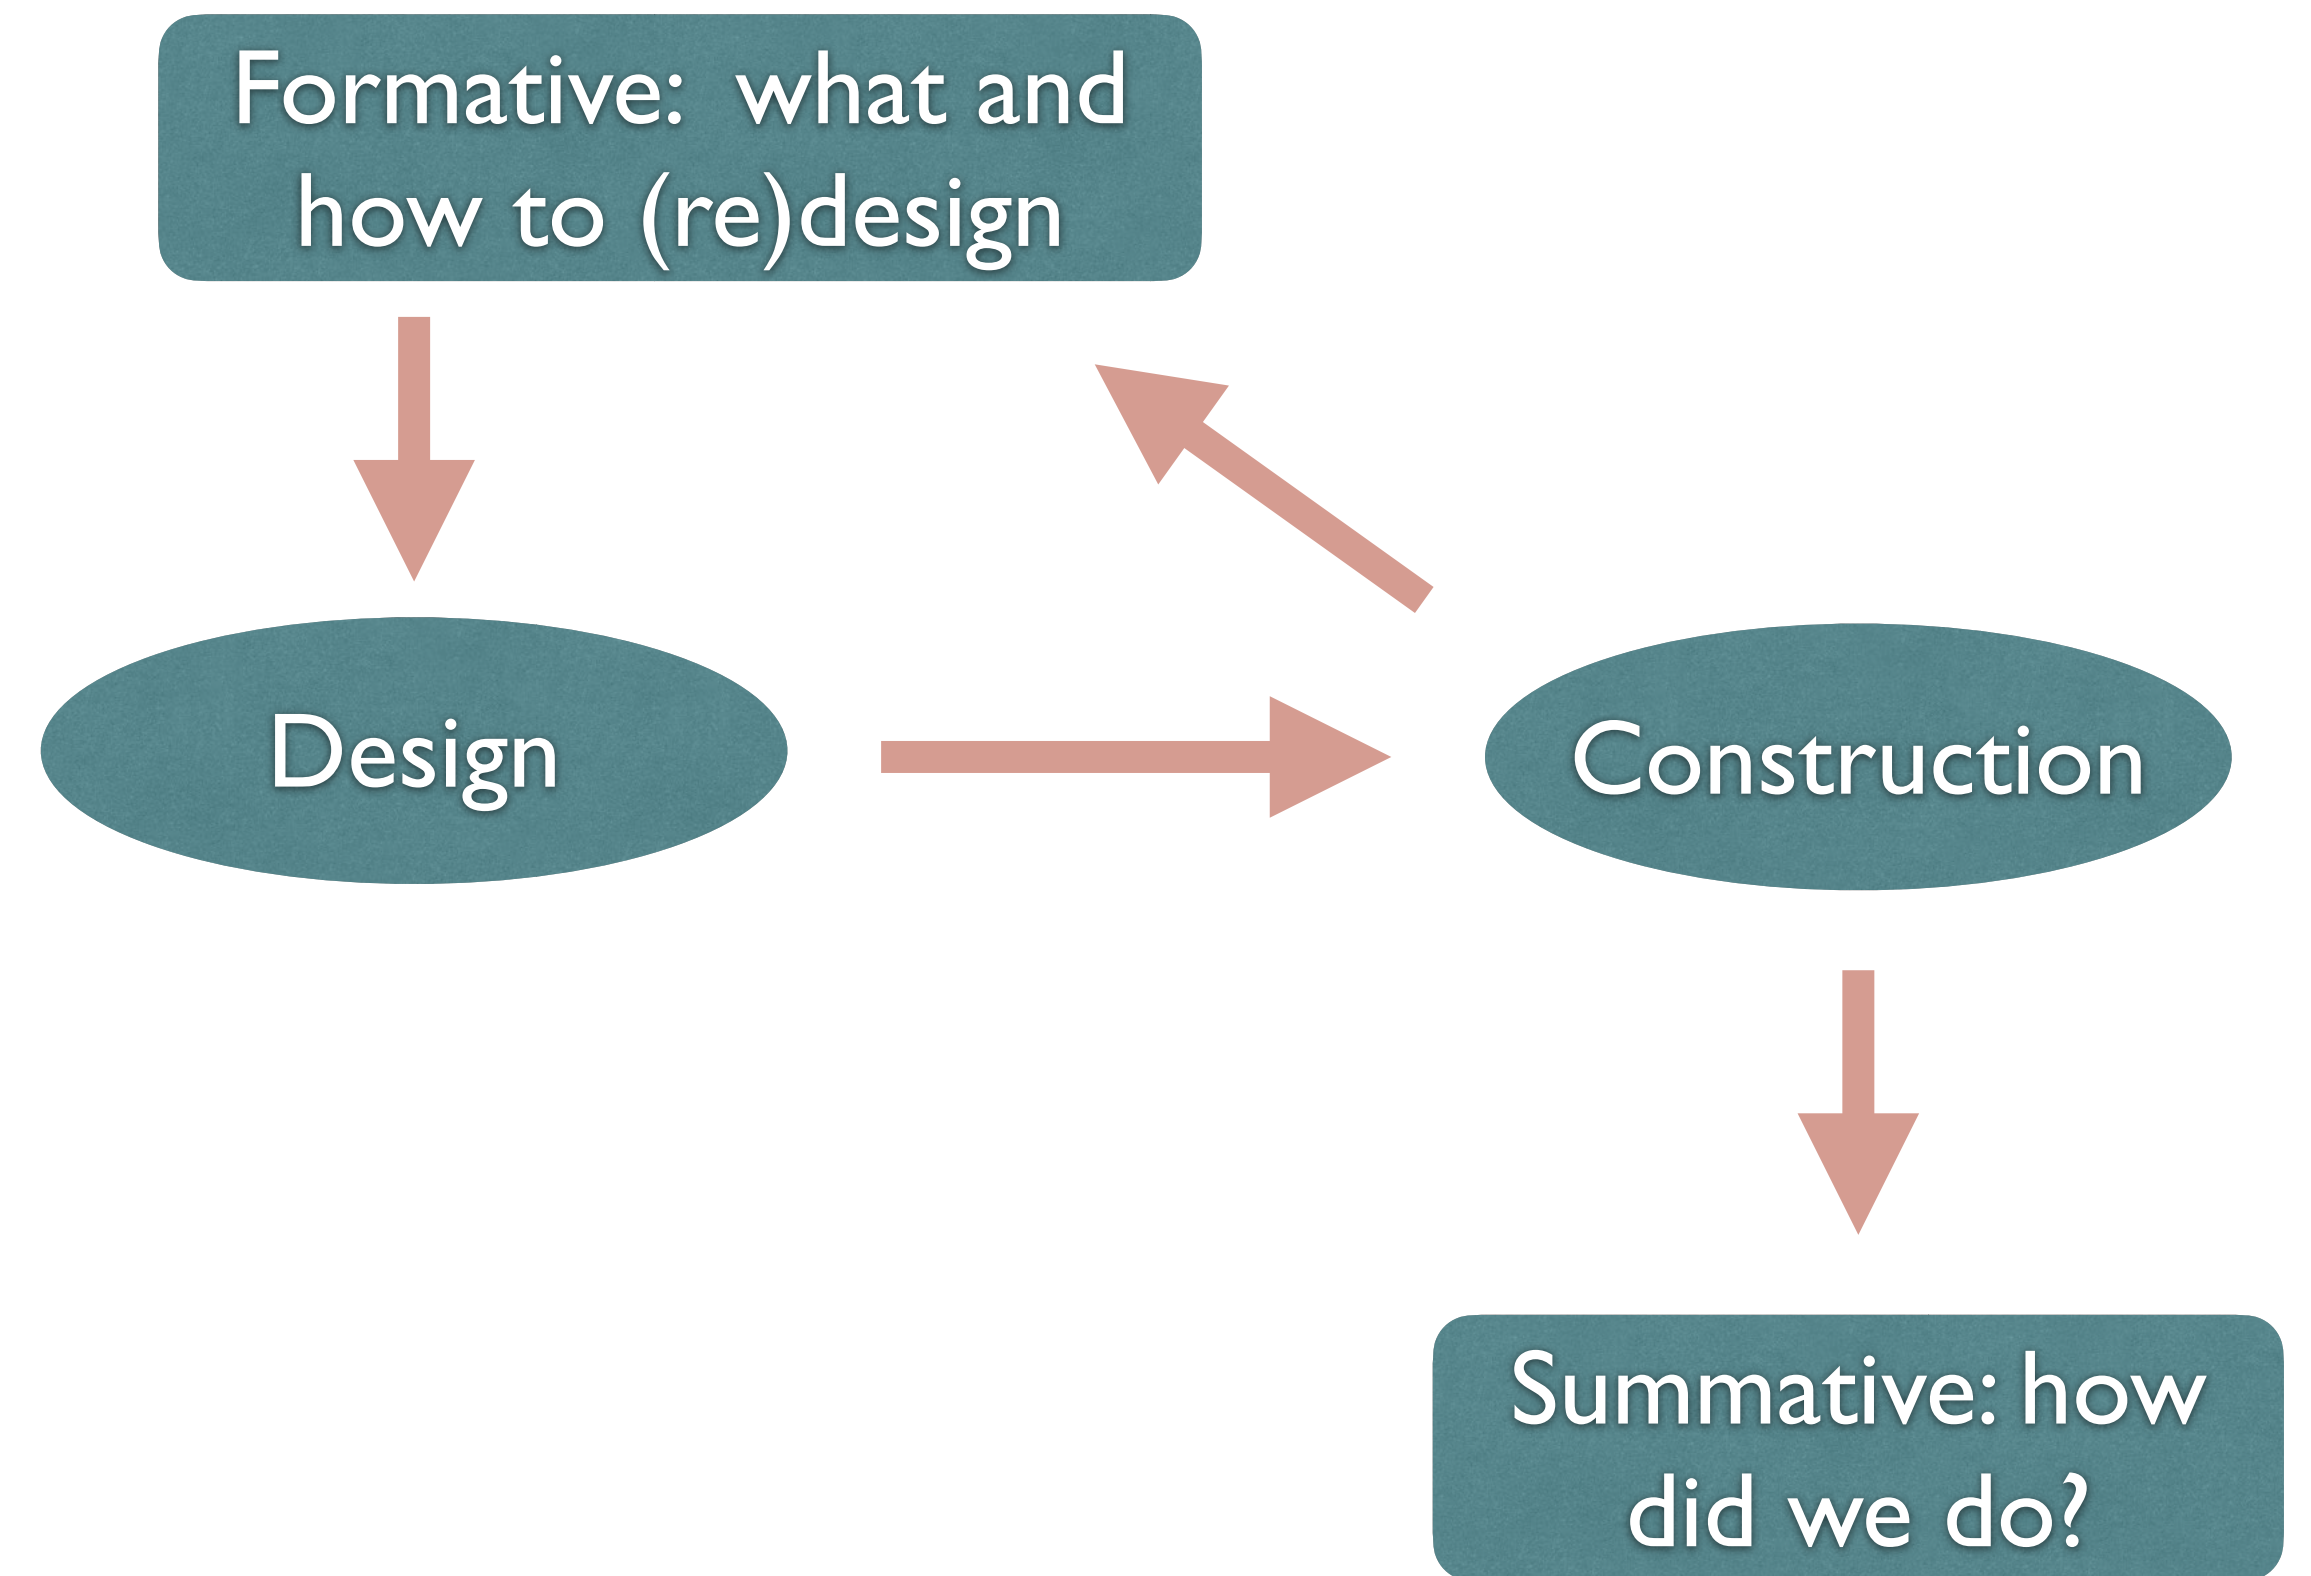 Formative:  what and
how to (re)design
Design
Construction
Summative: how
did we do?